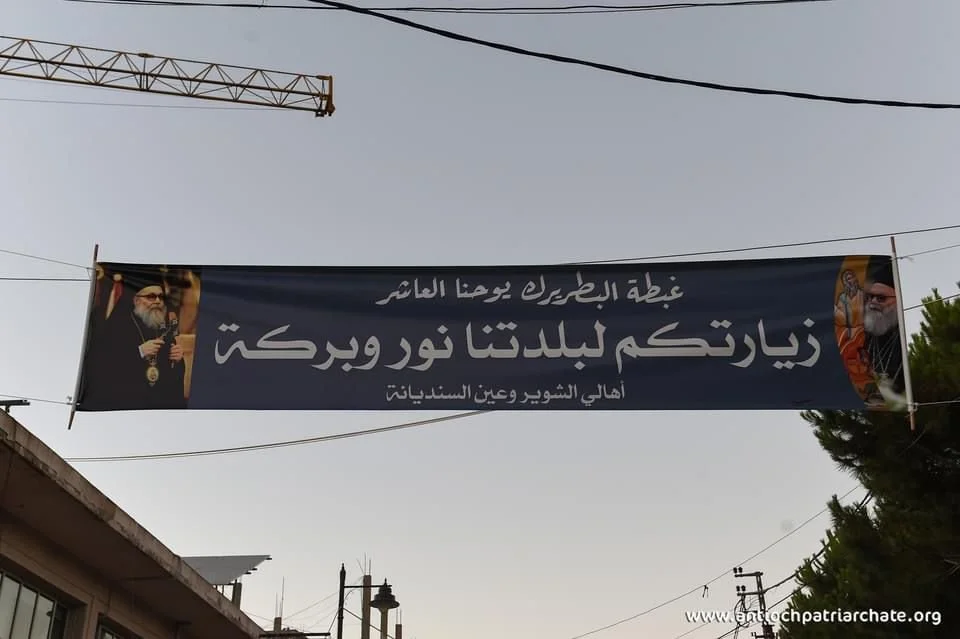 غبطة البطريرك يوحنا العاشر
زيارتكم لبلدتنا نور وبركة
أهالي الشوير وعين السنديانة
www.antiochpatriarchate.org